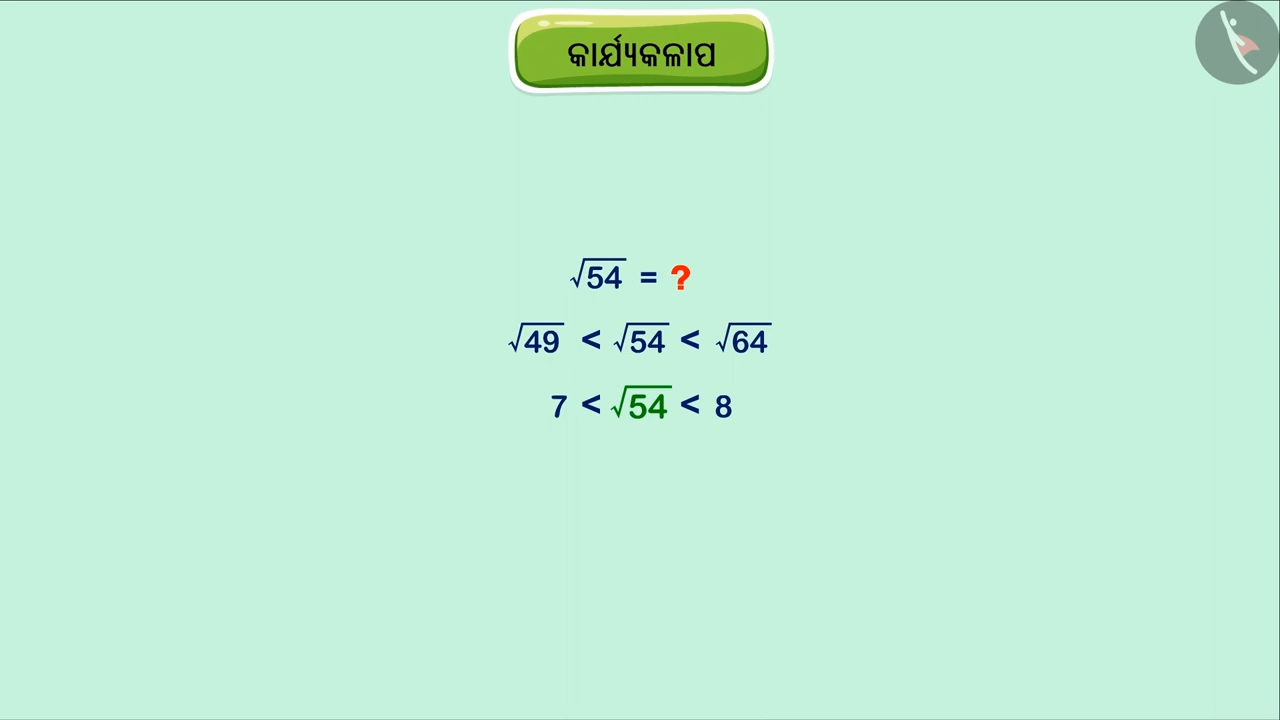 କାର୍ଯ୍ୟକଳାପ
√54 = ?
√49 < √54 < √64
7 < √54 < 8